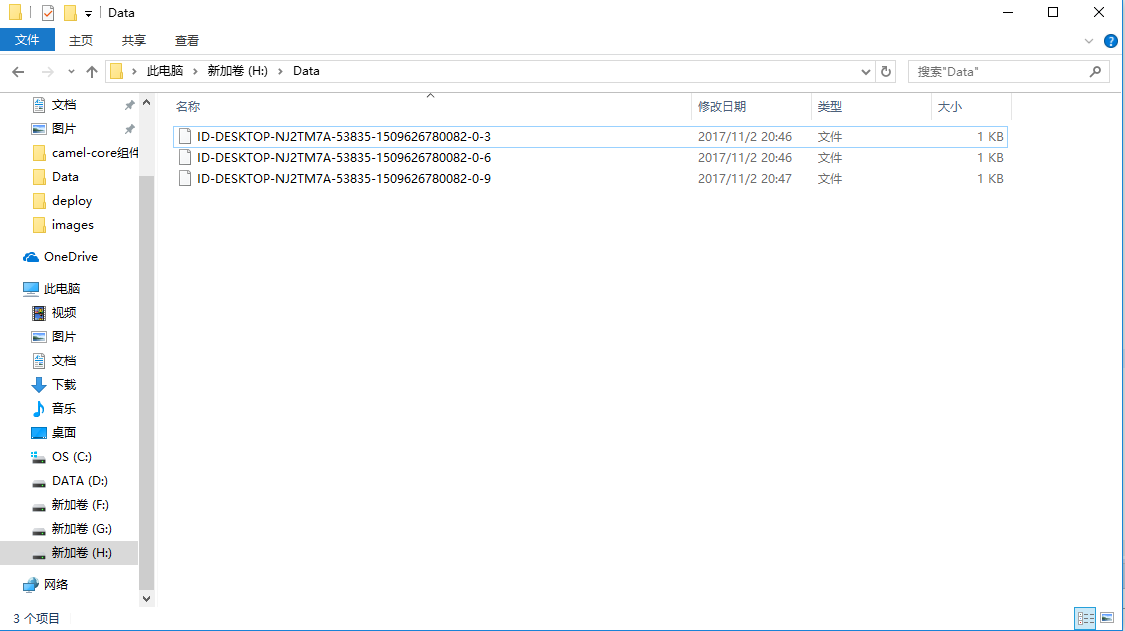 Data
文件 主页 共享 查看
此电脑 新加卷 (H:) Data 搜索"Data"
名称 修改日期 类型 大小
ID-DESKTOP-NJ2TM7A-53835-1509626780082-0-3 2017/11/2 20:46 文件 1 KB
ID-DESKTOP-NJ2TM7A-53835-1509626780082-0-6 2017/11/2 20:46 文件 1 KB
ID-DESKTOP-NJ2TM7A-53835-1509626780082-0-9 2017/11/2 20:47 文件 1 KB
文档
图片
camel-core组件
Data
deploy
images
OneDrive
此电脑
视频
图片
文档
下载
音乐
桌面
OS (C:)
DATA (D:)
新加卷 (F:)
新加卷 (G:)
新加卷 (H:)
网络
3 个项目